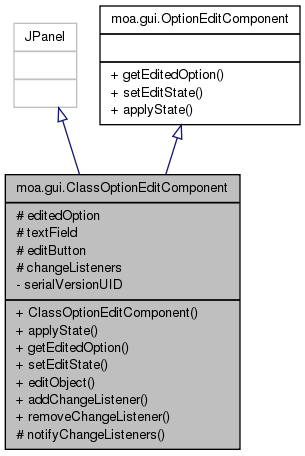 JPanel
moa.gui.OptionEditComponent
+ getEditedOption()
+ setEditState()
+ applyState()
moa.gui.ClassOptionEditComponent
# editedOption
# textField
# editButton
# changeListeners
- serialVersionUID
+ ClassOptionEditComponent()
+ applyState()
+ getEditedOption()
+ setEditState()
+ editObject()
+ addChangeListener()
+ removeChangeListener()
# notifyChangeListeners()